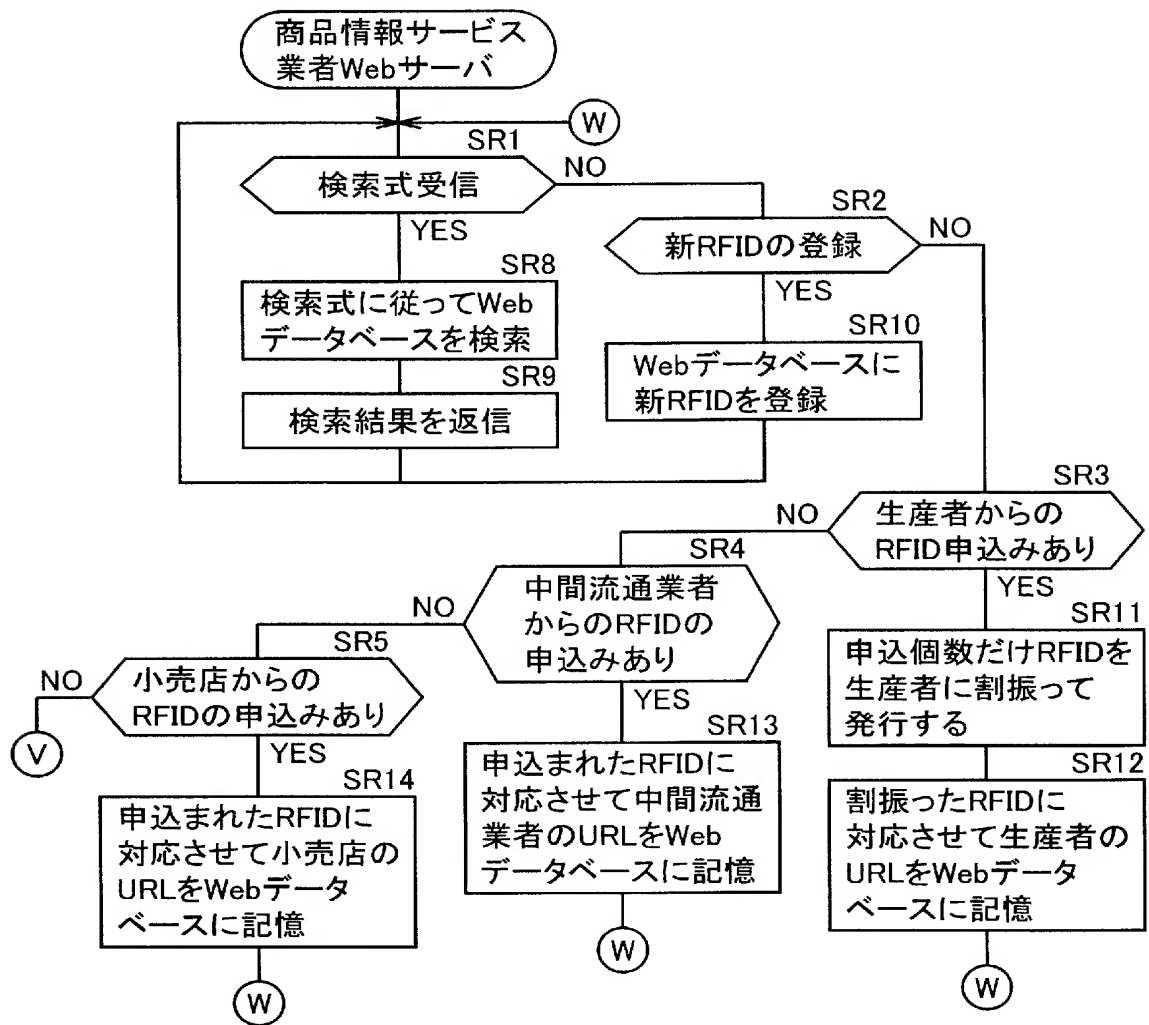 商品情報サービス
業者Webサーバ
W
SR1
検索式受信
NO
YES
SR2
新RFIDの登録
NO
YES
SR8
検索式に従ってWeb
データベースを検索
SR9
検索結果を返信
SR10
Webデータベースに
新RFIDを登録
SR3
生産者からの
RFID申込みあり
NO
YES
SR4
中間流通業者
からのRFIDの
申込みあり
NO
YES
SR5
小売店からの
RFIDの申込みあり
NO
YES
V
SR11
申込個数だけRFIDを
生産者に割振って
発行する
SR12
割振ったRFIDに
対応させて生産者の
URLをWebデータ
ベースに記憶
W
SR13
申込まれたRFIDに
対応させて中間流通
業者のURLをWeb
データベースに記憶
W
SR14
申込まれたRFIDに
対応させて小売店の
URLをWebデータ
ベースに記憶
W